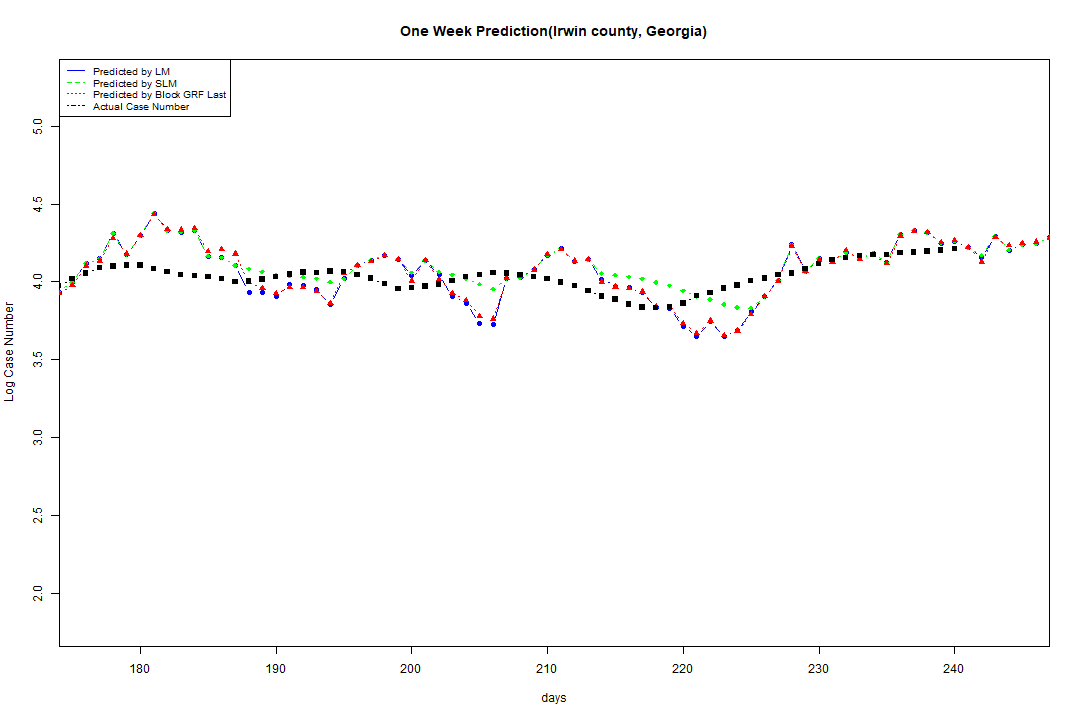 One Week Prediction(Irwin county, Georgia)
Predicted by LM
Predicted by SLM
Predicted by Block GRF Last
Actual Case Number
5.0
4.5
4.0
3.5
3.0
2.5
2.0
Log Case Number
180 190 200 210 220 230 240
days